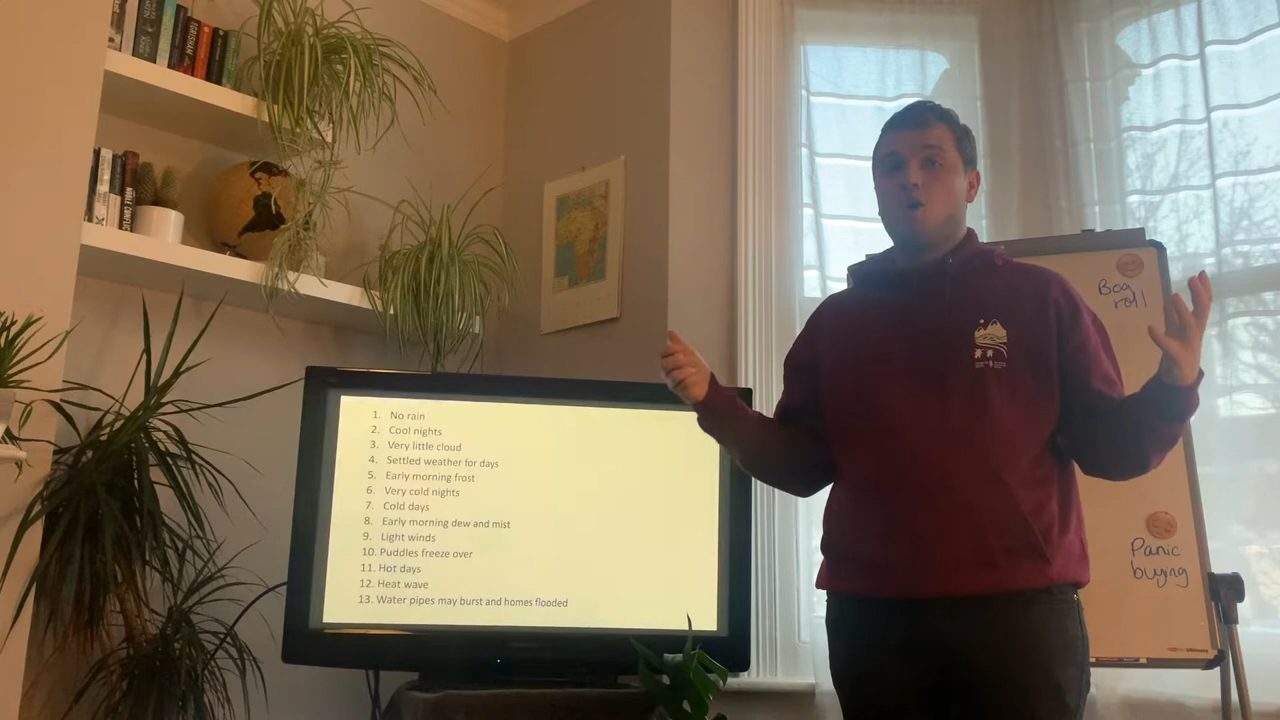 GRISHAM
NOBLE CONFLICT
1. No rain
2. Cool nights
3. Very little cloud
4. Settled weather for days
5. Early morning frost
6. Very cold nights
7. Cold days
8. Early morning dew and mist
9. Light winds
10. Puddles freeze over
11. Hot days
12. Heat wave
13. Water pipes may burst and homes flooded
Bog
roll
Panic
buying